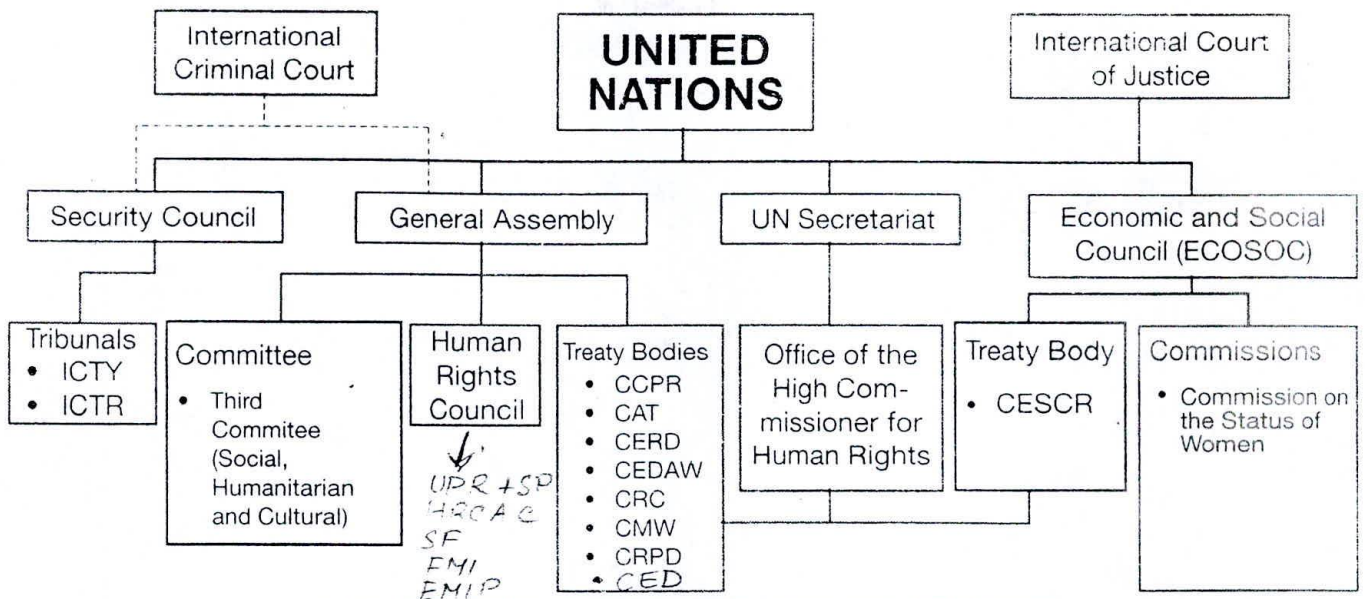 International
Criminal Court
UNITED
NATIONS
International Court
of Justice
Security Council
General Assembly
UN Secretariat
Economic and Social
Council (ECOSOC)
Tribunals
• ICTY
• ICTR
Committee
• Third
Commitee
(Social,
Humanitarian
and Cultural)
Human
Rights
Council
UPR + SP
HRCAC
SF
EMIP
Treaty Bodies
• CCPR
• CAT
• CERD
• CEDAW
• CRC
• CMW
• CRPD
• CED
Office of the
High Com-
missioner for
Human Rights
Treaty Body
• CESCR
Commissions
• Commission on
the Status of
Women